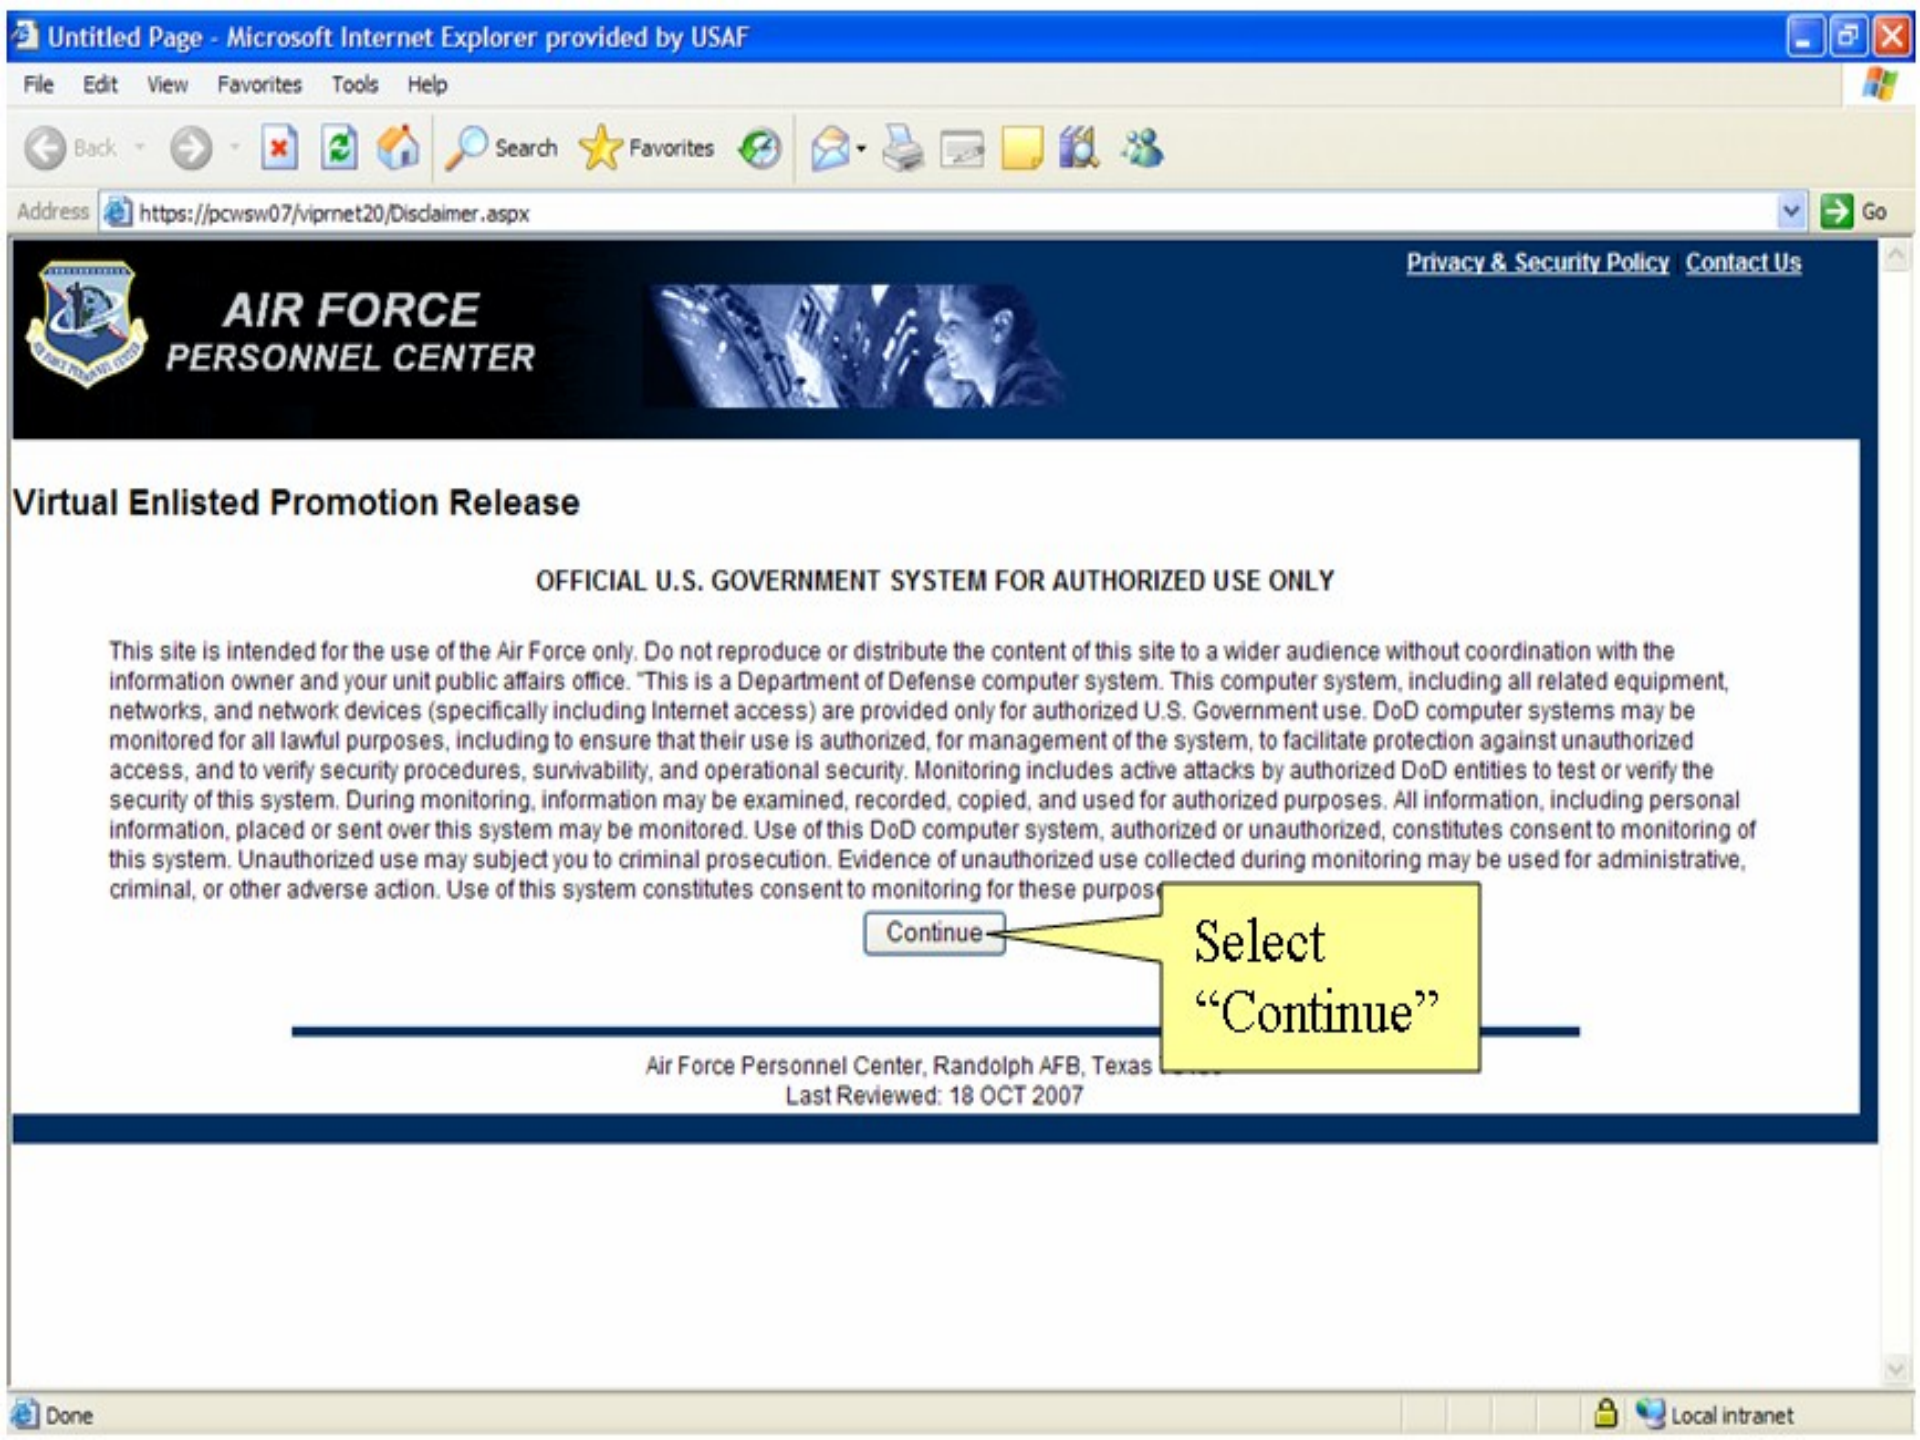 Untitled Page - Microsoft Internet Explorer provided by USAF
File Edit View Favorites Tools Help
Back Search Favorites
Address https://pcwsw07/viprnet20/Disclaimer.aspx Go
Privacy & Security Policy Contact Us
AIR FORCE
PERSONNEL CENTER
AIR FORCE PERSONNEL CENTER
Virtual Enlisted Promotion Release
OFFICIAL U.S. GOVERNMENT SYSTEM FOR AUTHORIZED USE ONLY
This site is intended for the use of the Air Force only. Do not reproduce or distribute the content of this site to a wider audience without coordination with the
information owner and your unit public affairs office. "This is a Department of Defense computer system. This computer system, including all related equipment,
networks, and network devices (specifically including Internet access) are provided only for authorized U.S. Government use. DoD computer systems may be
monitored for all lawful purposes, including to ensure that their use is authorized, for management of the system, to facilitate protection against unauthorized
access, and to verify security procedures, survivability, and operational security. Monitoring includes active attacks by authorized DoD entities to test or verify the
security of this system. During monitoring, information may be examined, recorded, copied, and used for authorized purposes. All information, including personal
information, placed or sent over this system may be monitored. Use of this DoD computer system, authorized or unauthorized, constitutes consent to monitoring of
this system. Unauthorized use may subject you to criminal prosecution. Evidence of unauthorized use collected during monitoring may be used for administrative,
criminal, or other adverse action. Use of this system constitutes consent to monitoring for these purpose
Continue
Select
“Continue”
Air Force Personnel Center, Randolph AFB, Texas
Last Reviewed: 18 OCT 2007
Done Local intranet